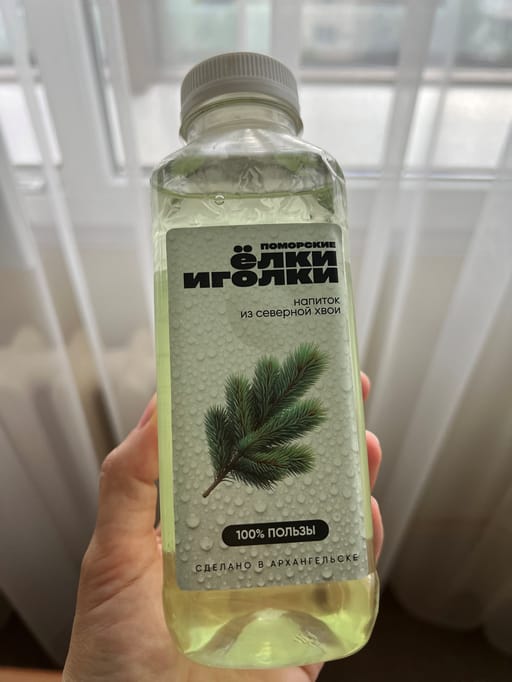 ПОМОРСКИЕ
ЁЛКИ
ИГОЛКИ
напиток
из северной хвои
100% ПОЛЬЗЫ
СДЕЛАНО В АРХАНГЕЛЬСКЕ